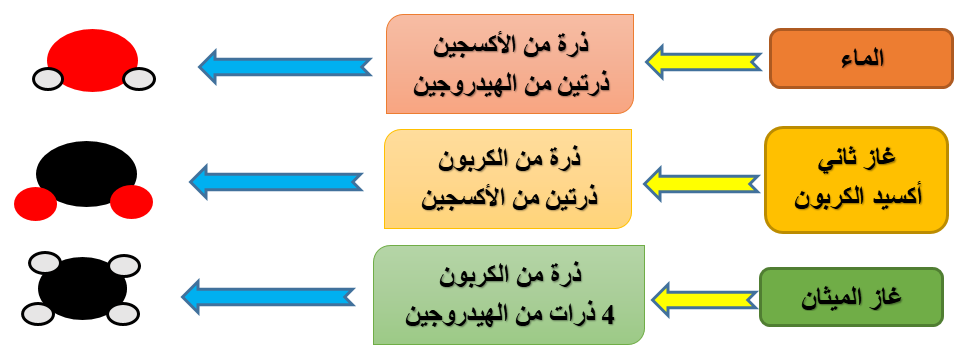 الماء
ذرة من الأكسجين
ذرتين من الهيدروجين
غاز ثاني
أكسيد الكربون
ذرة من الكربون
ذرتين من الأكسجين
غاز الميثان
ذرة من الكربون
4 ذرات من الهيدروجين